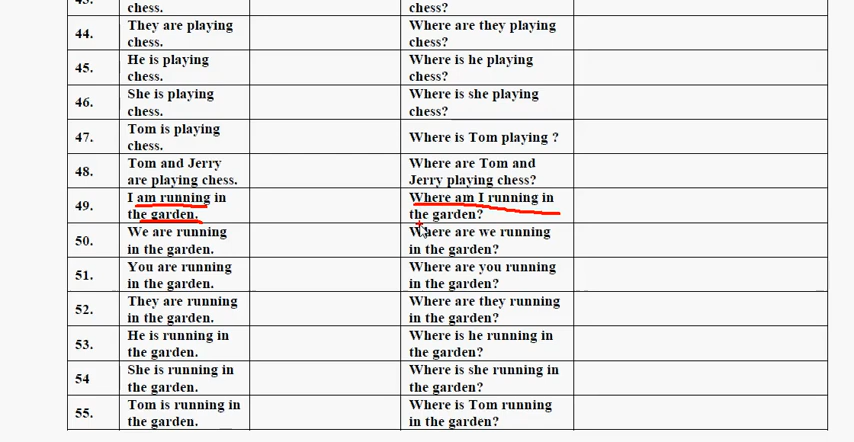 chess.
chess?
44.
They are playing
chess.
Where are they playing
chess?
45.
He is playing
chess.
Where is he playing
chess?
46.
She is playing
chess.
Where is she playing
chess?
47.
Tom is playing
chess.
Where is Tom playing ?
48.
Tom and Jerry
are playing chess.
Where are Tom and
Jerry playing chess?
49.
I am running in
the garden.
Where am I running in
the garden?
50.
We are running
in the garden.
Where are we running
in the garden?
51.
You are running
in the garden.
Where are you running
in the garden?
52.
They are running
in the garden.
Where are they running
in the garden?
53.
He is running in
the garden.
Where is he running in
the garden?
54
She is running in
the garden.
Where is she running in
the garden?
55.
Tom is running in
the garden.
Where is Tom running
in the garden?